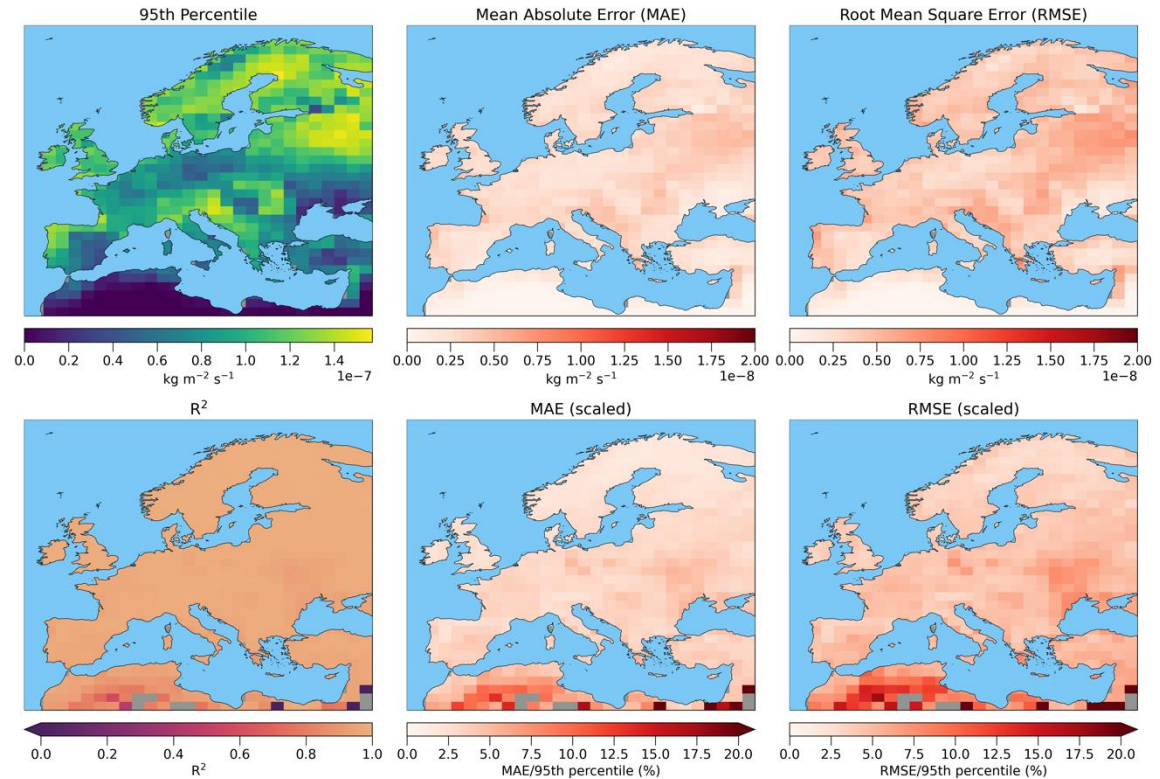 95th Percentile
Mean Absolute Error (MAE)
Root Mean Square Error (RMSE)
0.0 0.2 0.4 0.6 0.8 1.0 1.2 1.4
kg m⁻² s⁻¹
1e−7
0.00 0.25 0.50 0.75 1.00 1.25 1.50 1.75 2.00
kg m⁻² s⁻¹
1e−8
0.00 0.25 0.50 0.75 1.00 1.25 1.50 1.75 2.00
kg m⁻² s⁻¹
1e−8
R²
MAE (scaled)
RMSE (scaled)
0.0 0.2 0.4 0.6 0.8 1.0
R²
0.0 2.5 5.0 7.5 10.0 12.5 15.0 17.5 20.0
MAE/95th percentile (%)
0.0 2.5 5.0 7.5 10.0 12.5 15.0 17.5 20.0
RMSE/95th percentile (%)